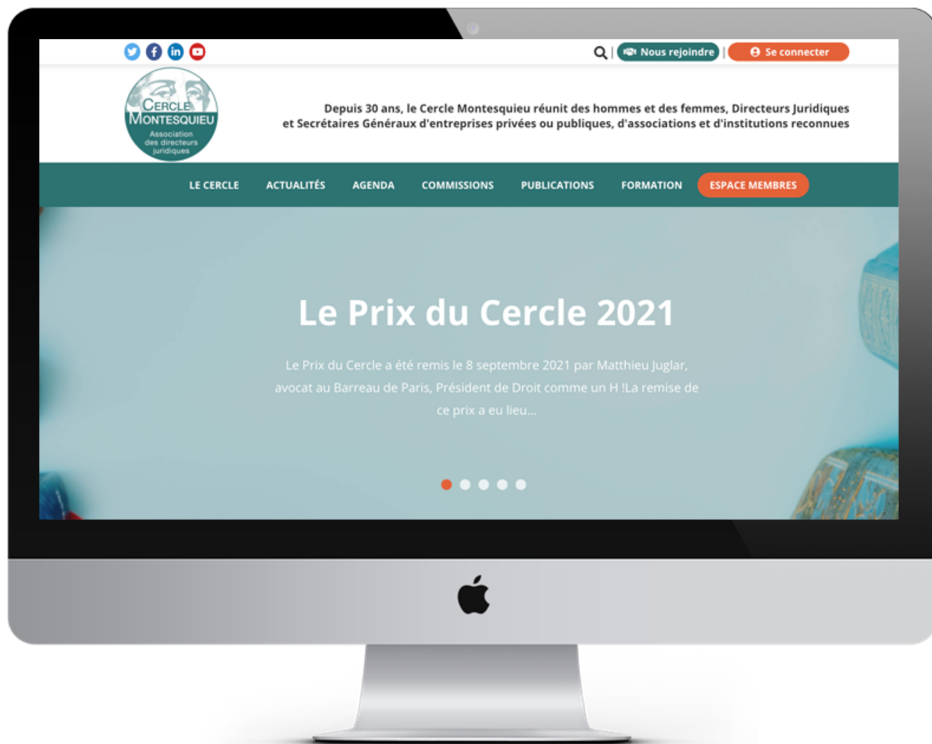 Nous rejoindre
Se connecter
CERCLE
MONTESQUIEU
Association
des directeurs
juridiques
Depuis 30 ans, le Cercle Montesquieu réunit des hommes et des femmes, Directeurs Juridiques
et Secrétaires Généraux d'entreprises privées ou publiques, d'associations et d'institutions reconnues
LE CERCLE ACTUALITÉS AGENDA COMMISSIONS PUBLICATIONS FORMATION ESPACE MEMBRES
Le Prix du Cercle 2021
Le Prix du Cercle a été remis le 8 septembre 2021 par Matthieu Juglar,
avocat au Barreau de Paris, Président de Droit comme un H !La remise de
ce prix a eu lieu...